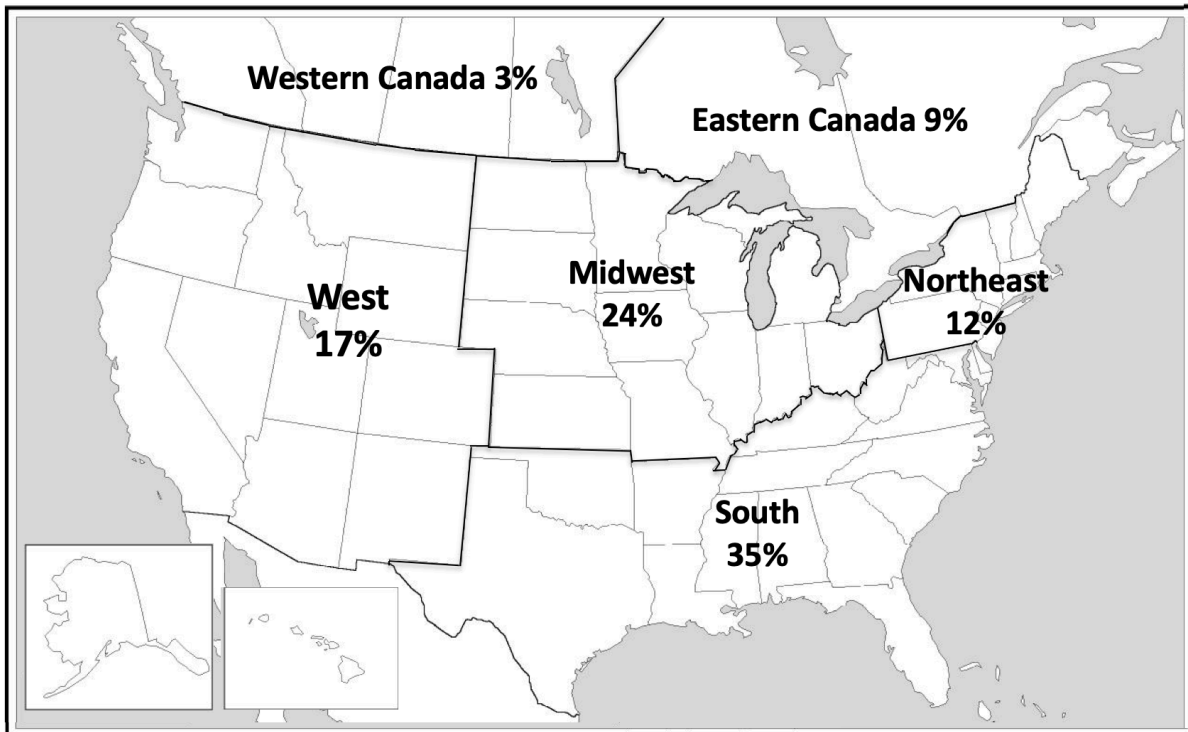 Western Canada 3%
Eastern Canada 9%
West
17%
Midwest
24%
Northeast
12%
South
35%